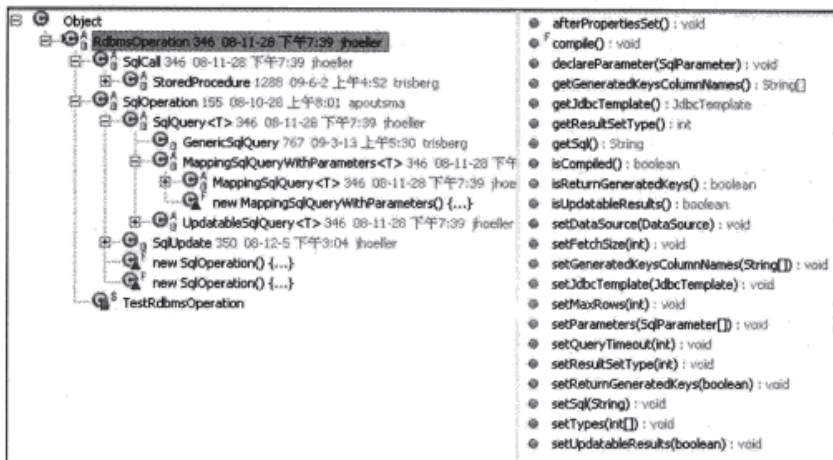 Object
RdbmsOperation 346 08-11-28 下午7:39 jhoeller
SqlCall 346 08-11-28 下午7:39 jhoeller
StoredProcedure 1288 09-6-2 上午4:52 trisberg
SqlOperation 155 08-10-28 上午8:01 apoutsma
SqlQuery<T> 346 08-11-28 下午7:39 jhoeller
GenericSqlQuery 767 09-3-13 上午5:30 trisberg
MappingSqlQueryWithParameters<T> 346 08-11-28 下午
MappingSqlQuery<T> 346 08-11-28 下午7:39 jhoe
new MappingSqlQueryWithParameters() {...}
UpdatableSqlQuery<T> 346 08-11-28 下午7:39 jhoeller
SqlUpdate 350 08-12-5 下午3:04 jhoeller
new SqlOperation() {...}
new SqlOperation() {...}
TestRdbmsOperation
afterPropertiesSet() : void
compile() : void
declareParameter(SqlParameter) : void
getGeneratedKeysColumnNames() : String[]
getJdbcTemplate() : JdbcTemplate
getResultSetType() : int
getSql() : String
isCompiled() : boolean
isReturnGeneratedKeys() : boolean
isUpdatableResults() : boolean
setDataSource(DataSource) : void
setFetchSize(int) : void
setGeneratedKeysColumnNames(String[]) : void
setJdbcTemplate(JdbcTemplate) : void
setMaxRows(int) : void
setParameters(SqlParameter[]) : void
setQueryTimeout(int) : void
setResultSetType(int) : void
setReturnGeneratedKeys(boolean) : void
setSql(String) : void
setTypes(int[]) : void
setUpdatableResults(boolean) : void